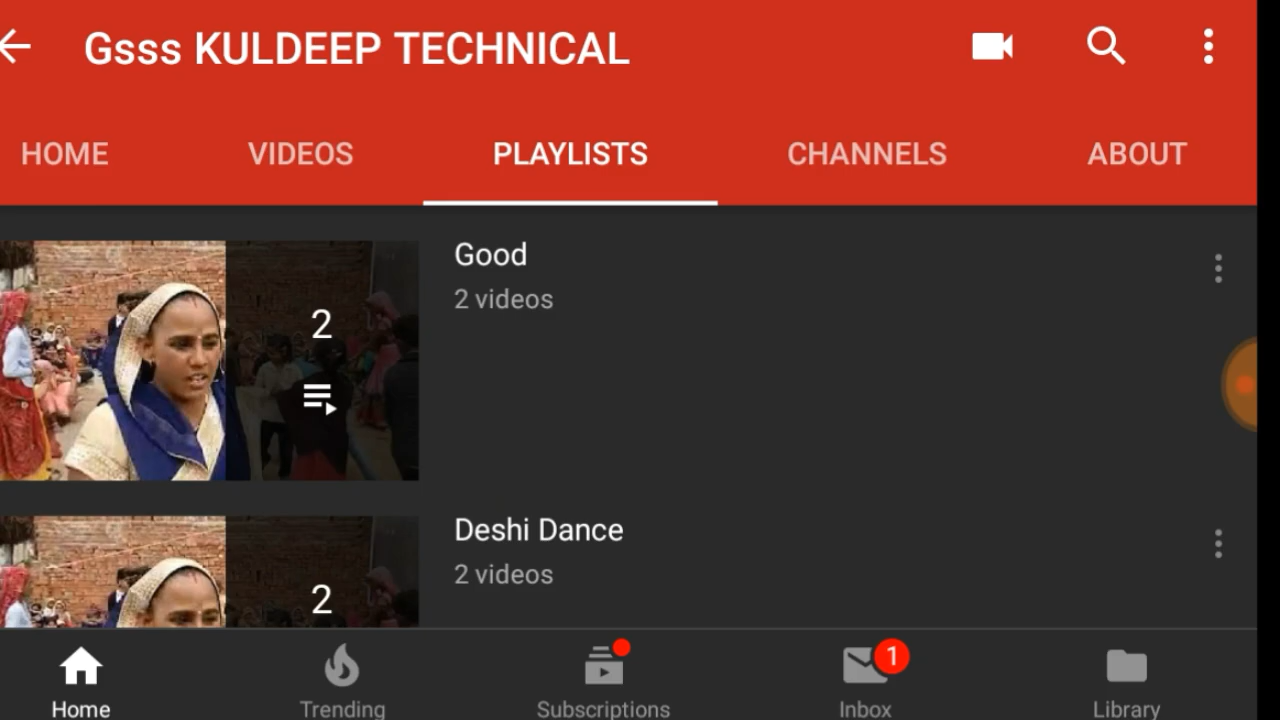 Gsss KULDEEP TECHNICAL
HOME VIDEOS PLAYLISTS CHANNELS ABOUT
2
Good
2 videos
2
Deshi Dance
2 videos
1
Home Trending Subscriptions Inbox Library